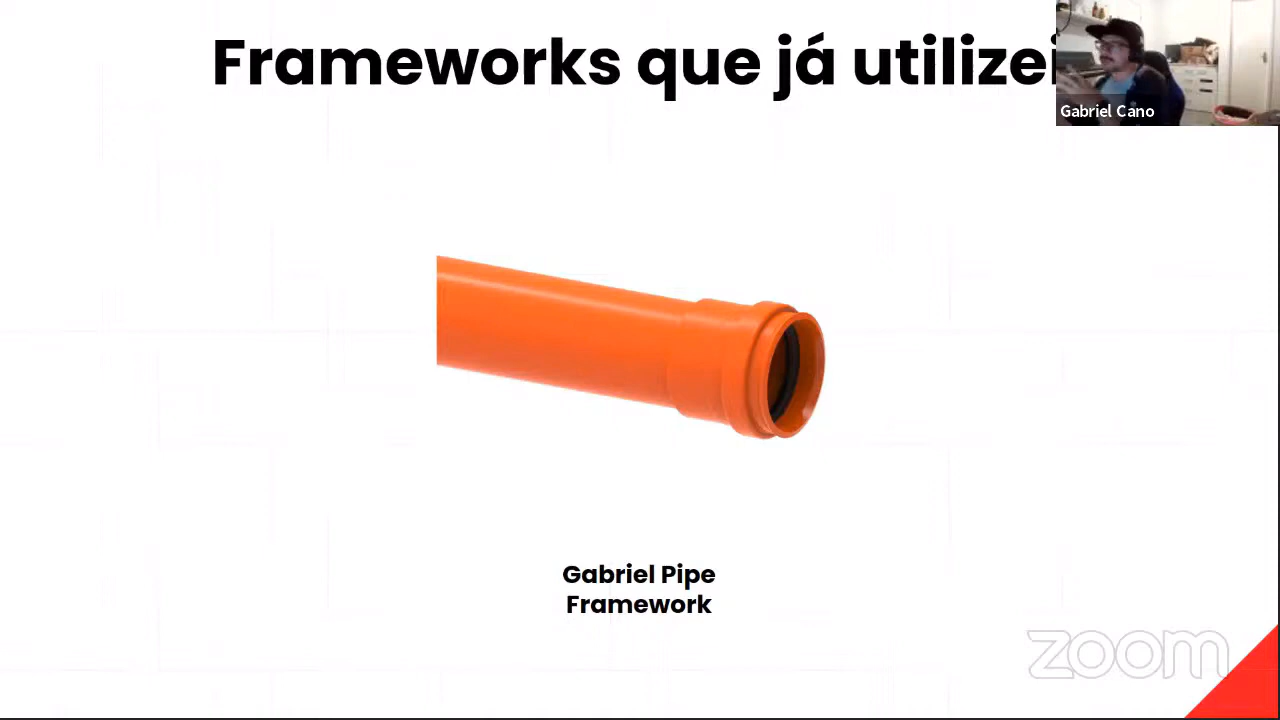 Frameworks que já utilizei
Gabriel Cano
Gabriel Pipe
Framework
zoom